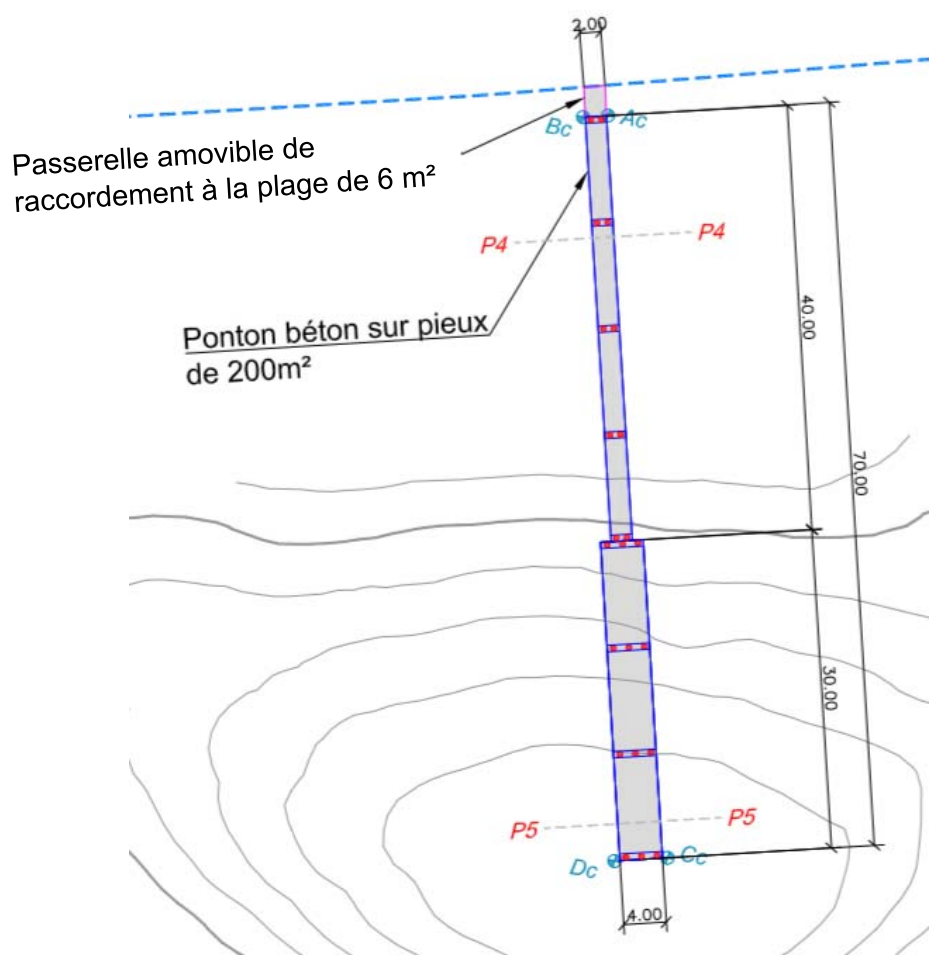 2.00
Bc
Ac
Passerelle amovible de
raccordement à la plage de 6 m²
P4
P4
40.00
Ponton béton sur pieux
de 200m²
70.00
30.00
P5
P5
Dc
Cc
4.00